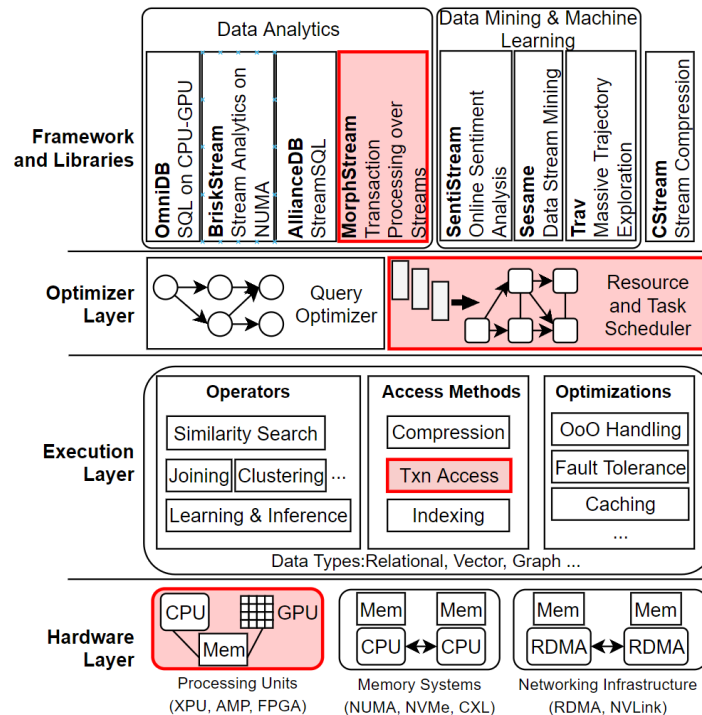 Data Analytics
Data Mining & Machine
Learning
Framework
and Libraries
OmniDB
SQL on CPU-GPU
BriskStream
Stream Analytics on
NUMA
AllianceDB
StreamSQL
MorphStream
Transaction
Processing over
Streams
SentiStream
Online Sentiment
Analysis
Sesame
Data Stream Mining
Trav
Massive Trajectory
Exploration
CStream
Stream Compression
Optimizer
Layer
Query
Optimizer
Resource
and Task
Scheduler
Execution
Layer
Operators
Similarity Search
Joining Clustering ...
Learning & Inference
Access Methods
Compression
Txn Access
Indexing
Optimizations
OoO Handling
Fault Tolerance
Caching
...
Data Types:Relational, Vector, Graph ...
Hardware
Layer
CPU GPU
Mem
Processing Units
(XPU, AMP, FPGA)
Mem Mem
CPU CPU
Memory Systems
(NUMA, NVMe, CXL)
Mem Mem
RDMA RDMA
Networking Infrastructure
(RDMA, NVLink)